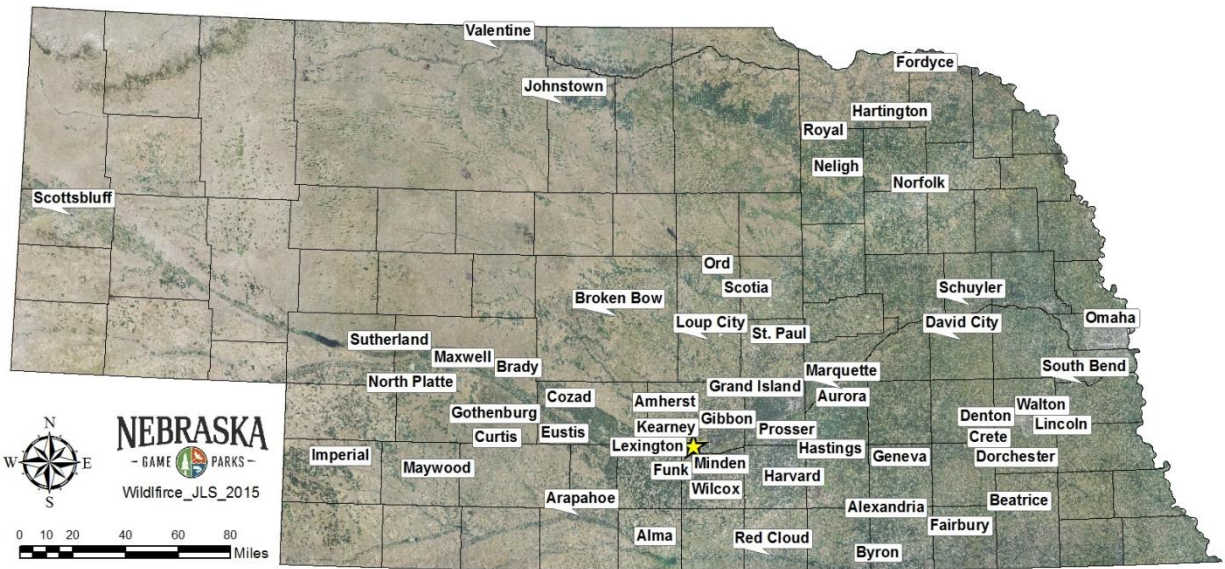 Valentine
Fordyce
Johnstown
Hartington
Royal
Neligh
Norfolk
Scottsbluff
Ord
Scotia
Schuyler
Broken Bow
Loup City
St. Paul
David City
Omaha
Sutherland
Maxwell
Brady
South Bend
Marquette
North Platte
Grand Island
Cozad
Amherst
Aurora
Gothenburg
Gibbon
Walton
Denton
Lincoln
Kearney
Prosser
Curtis
Eustis
Crete
Lexington
Hastings
Imperial
Geneva
Dorchester
Maywood
Funk
Minden
Harvard
Wilcox
Arapahoe
Beatrice
Alexandria
Fairbury
Alma
Red Cloud
Byron
N
W E
S
NEBRASKA
GAME PARKS
Wildlfirce_JLS_2015
0 10 20 40 60 80
Miles